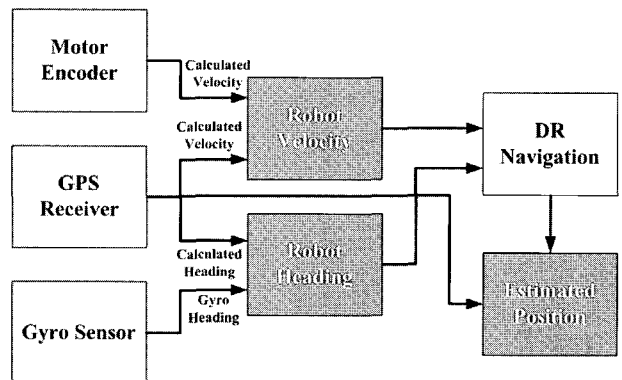 Motor
Encoder
Calculated
Velocity
Robot
Velocity
Calculated
Velocity
DR
Navigation
GPS
Receiver
Calculated
Heading
Robot
Heading
Gyro
Heading
Gyro Sensor
Estimated
Position